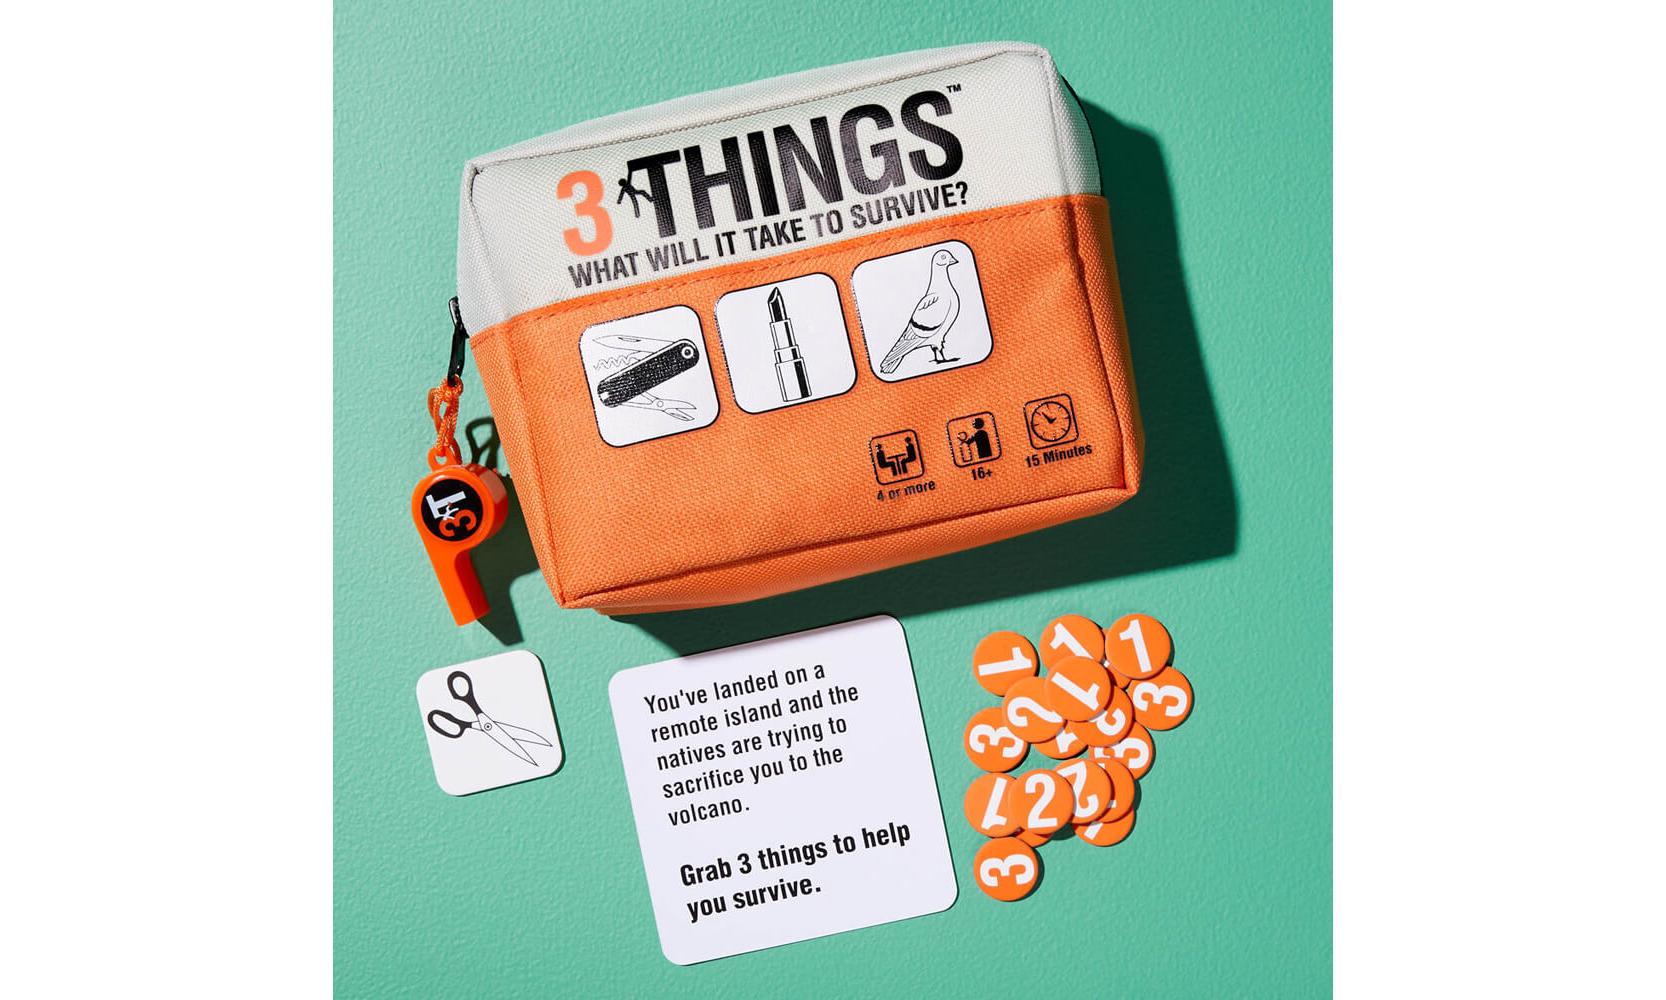 3 THINGS™
WHAT WILL IT TAKE TO SURVIVE?
4 or more
16+
15 Minutes
3T
You've landed on a
remote island and the
natives are trying to
sacrifice you to the
volcano.
Grab 3 things to help
you survive.
1
1
1
1
3
2
3
2
3
1
2
2
3